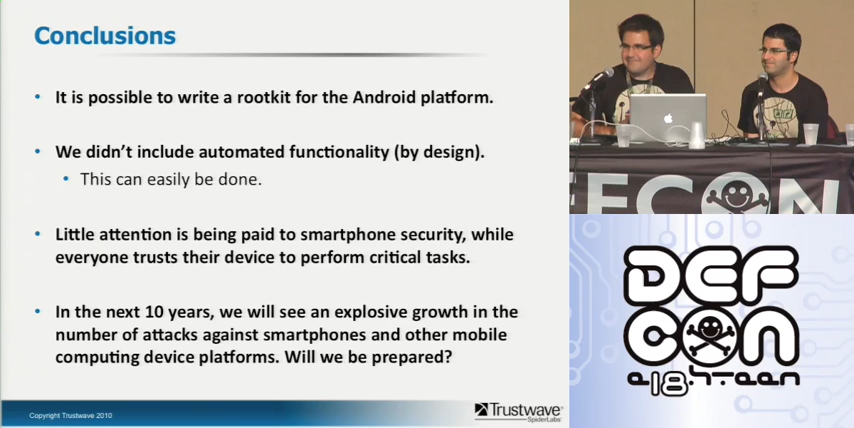 Conclusions
• It is possible to write a rootkit for the Android platform.
• We didn't include automated functionality (by design).
• This can easily be done.
• Little attention is being paid to smartphone security, while
everyone trusts their device to perform critical tasks.
• In the next 10 years, we will see an explosive growth in the
number of attacks against smartphones and other mobile
computing device platforms. Will we be prepared?
Copyright Trustwave 2010
Trustwave®
SpiderLabs®
EFCON
DEF
CON
e18h-teen